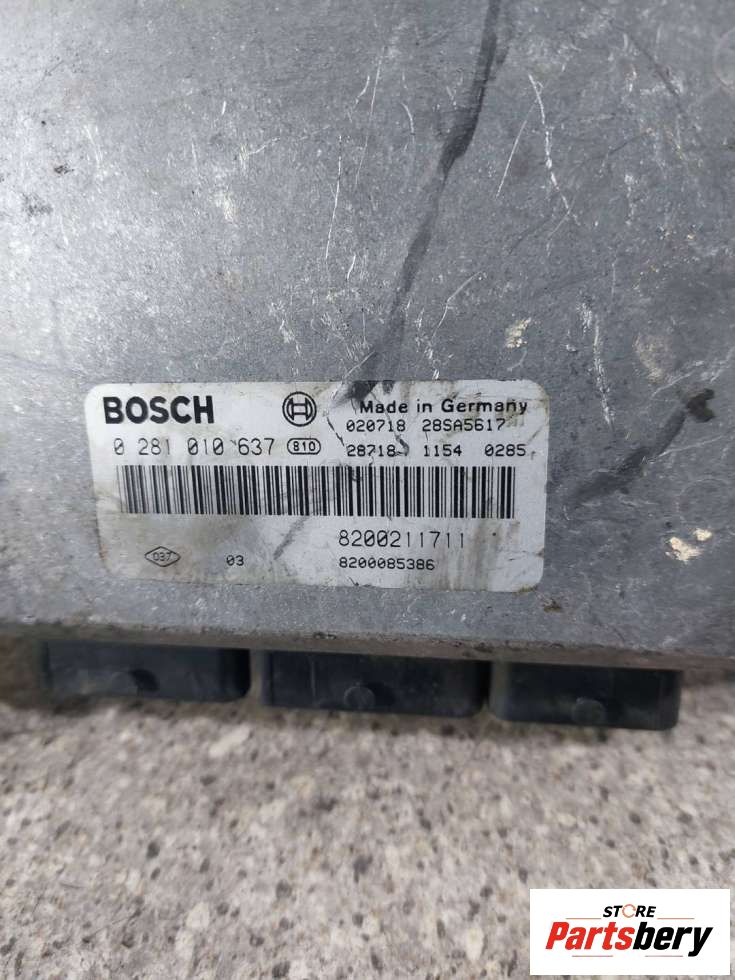 BOSCH
Made in Germany
020718 28SA5617
0 281 010 637 810
28718 1154 0285
8200211711
037 03 8200085386
STORE
Partsbery